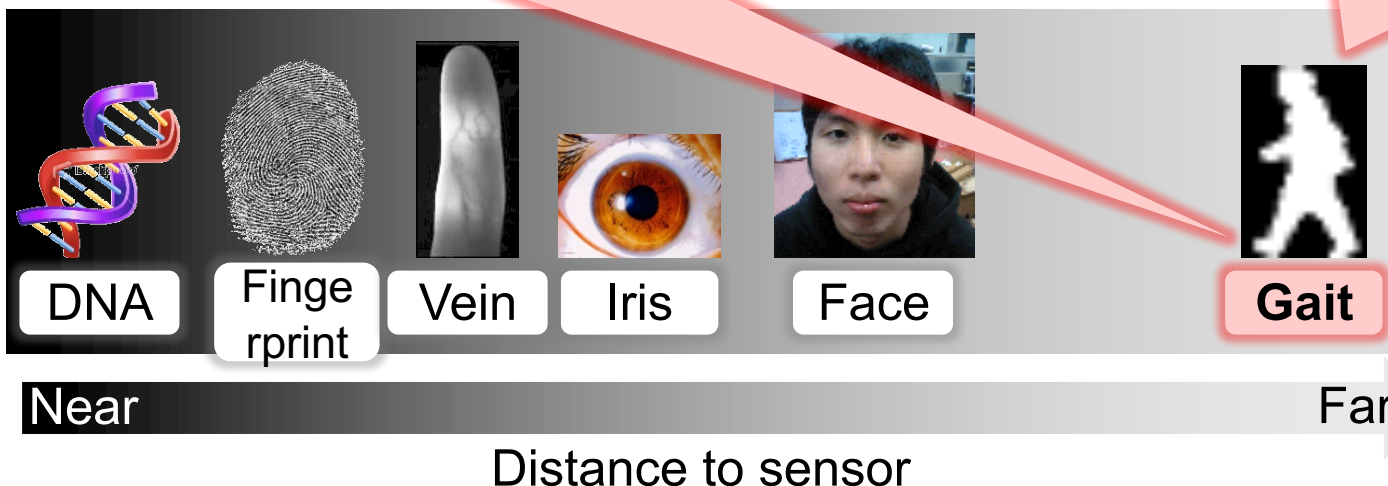 DNA
Finge
rprint
Vein
Iris
Face
Gait
Near
Far
Distance to sensor